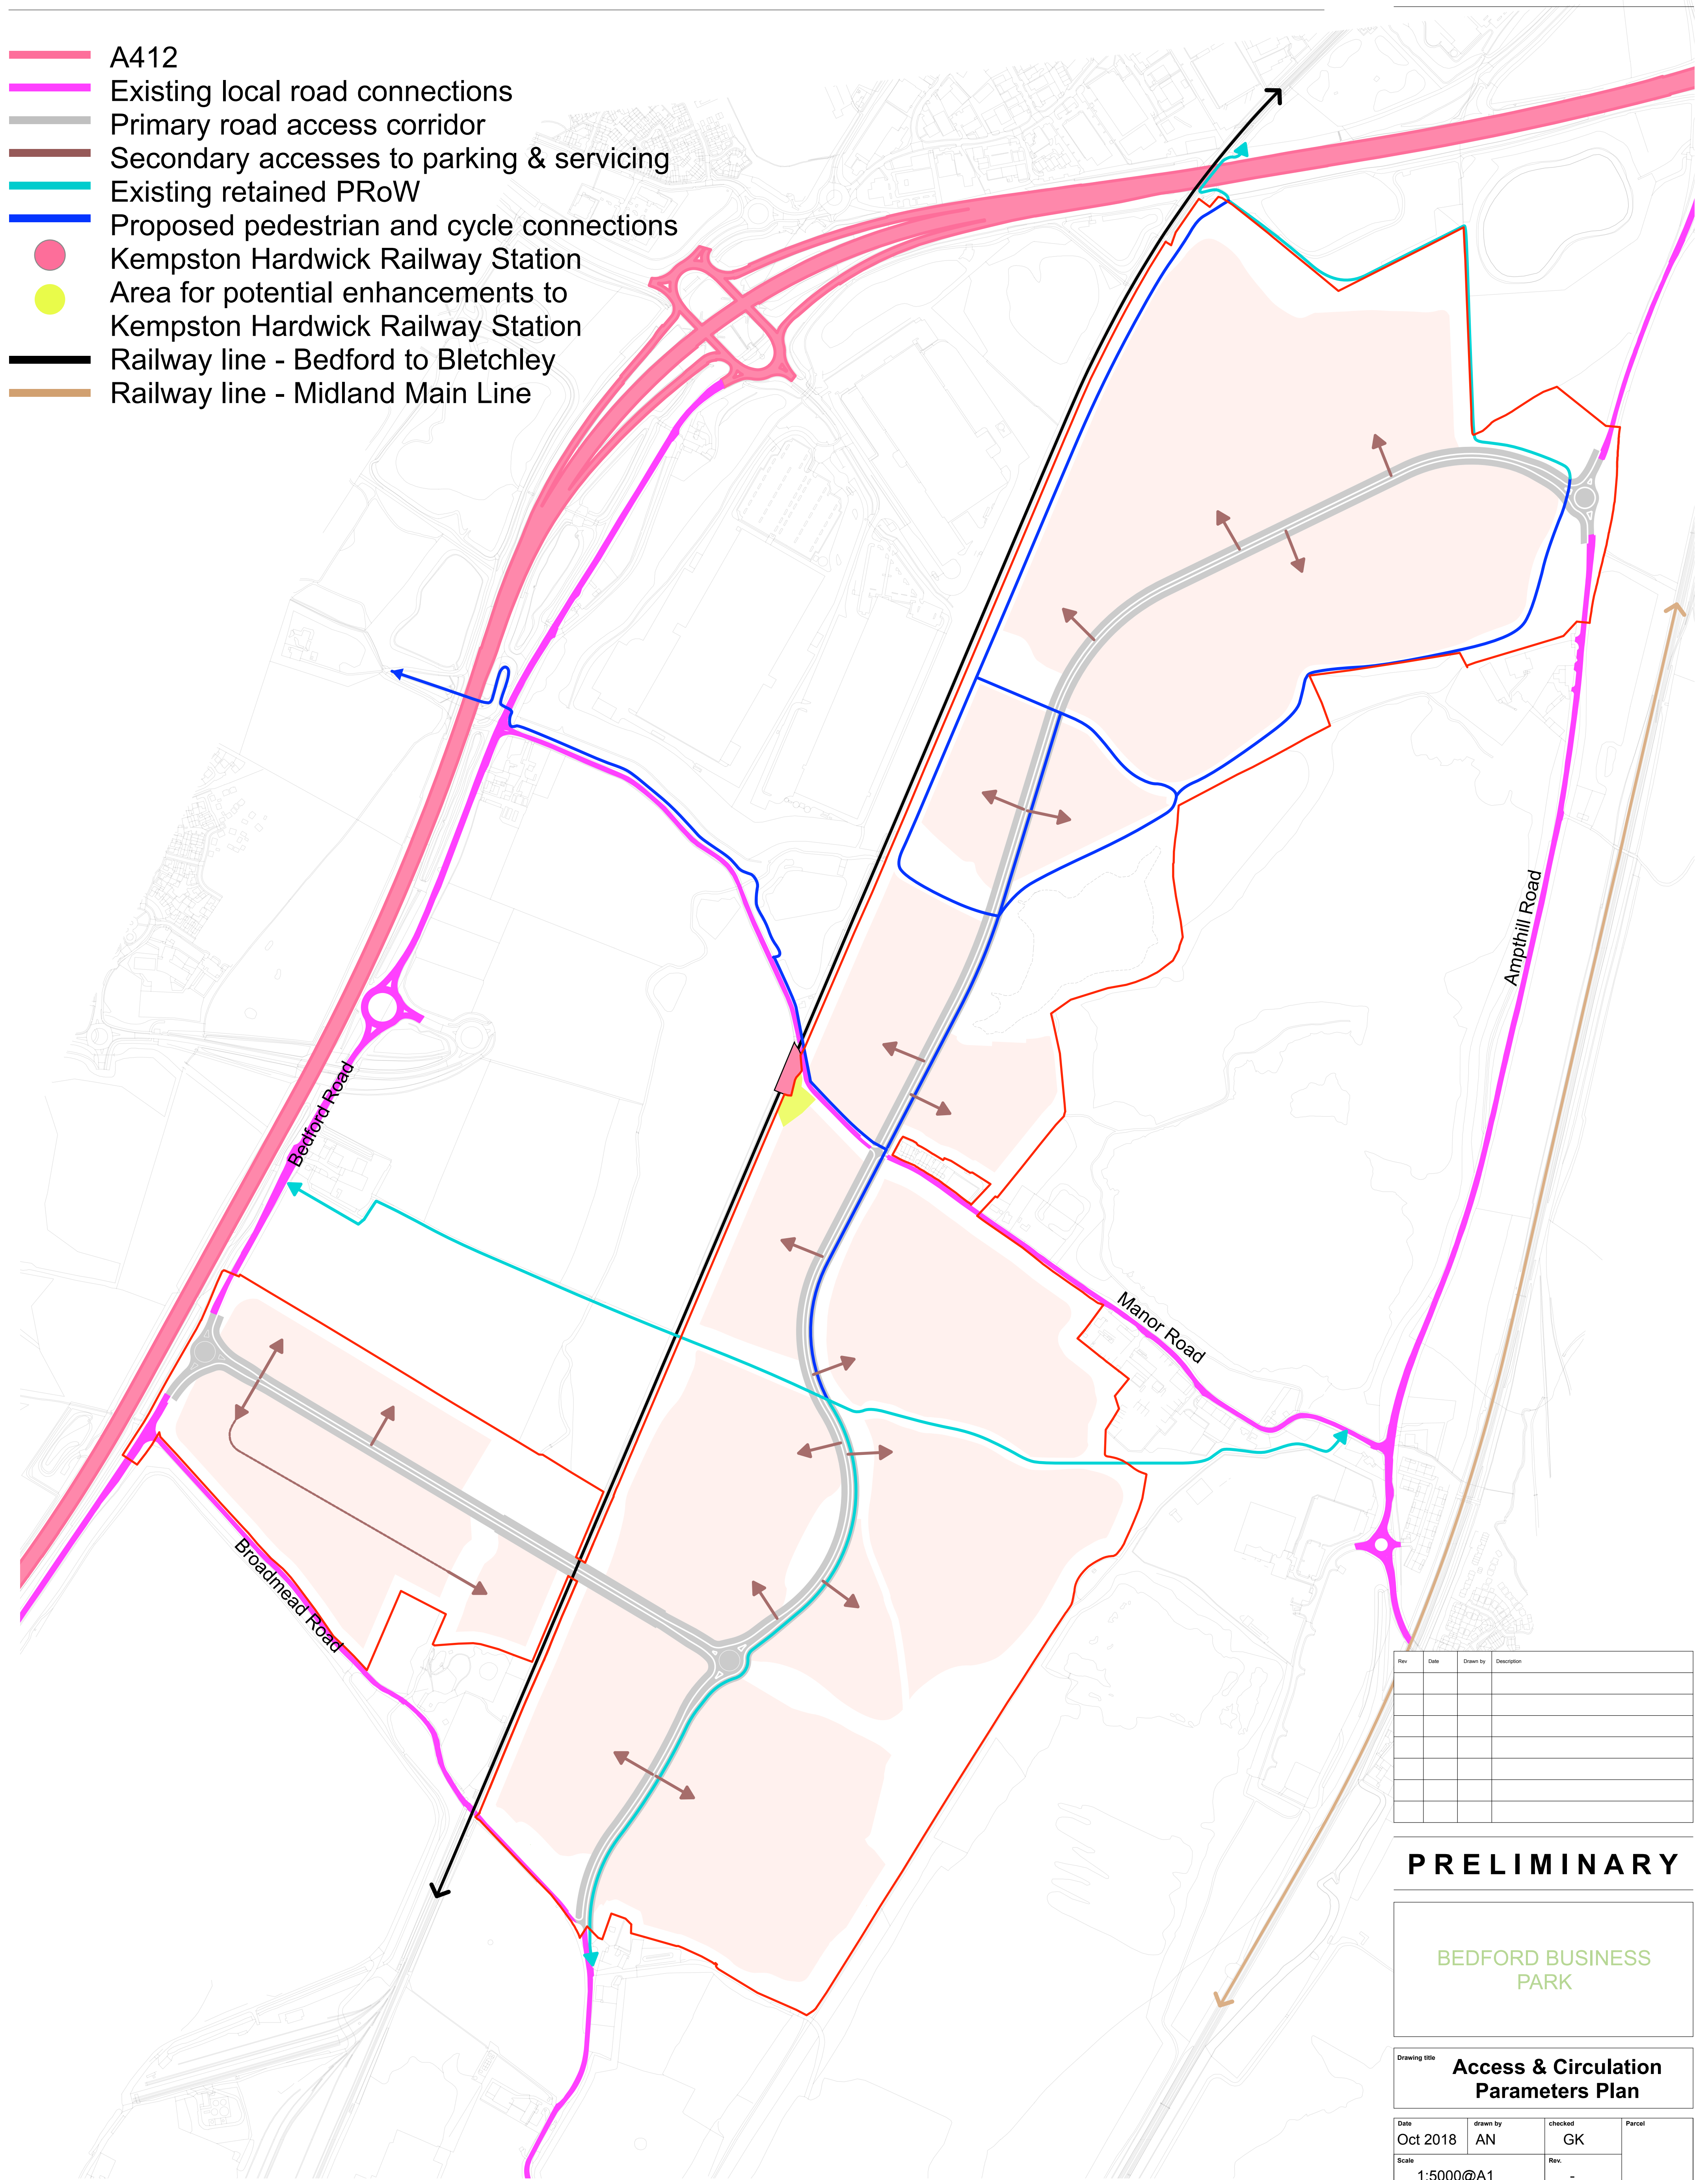 A412
Existing local road connections
Primary road access corridor
Secondary accesses to parking & servicing
Existing retained PRoW
Proposed pedestrian and cycle connections
Kempston Hardwick Railway Station
Area for potential enhancements to
Kempston Hardwick Railway Station
Railway line - Bedford to Bletchley
Railway line - Midland Main Line
Ampthill Road
Bedford Road
Manor Road
Broadmead Road
Rev Date Drawn by Description
PRELIMINARY
BEDFORD BUSINESS
PARK
Drawing title
Access & Circulation
Parameters Plan
Date drawn by checked Parcel
Oct 2018 AN GK
Scale Rev.
1:5000@A1 -